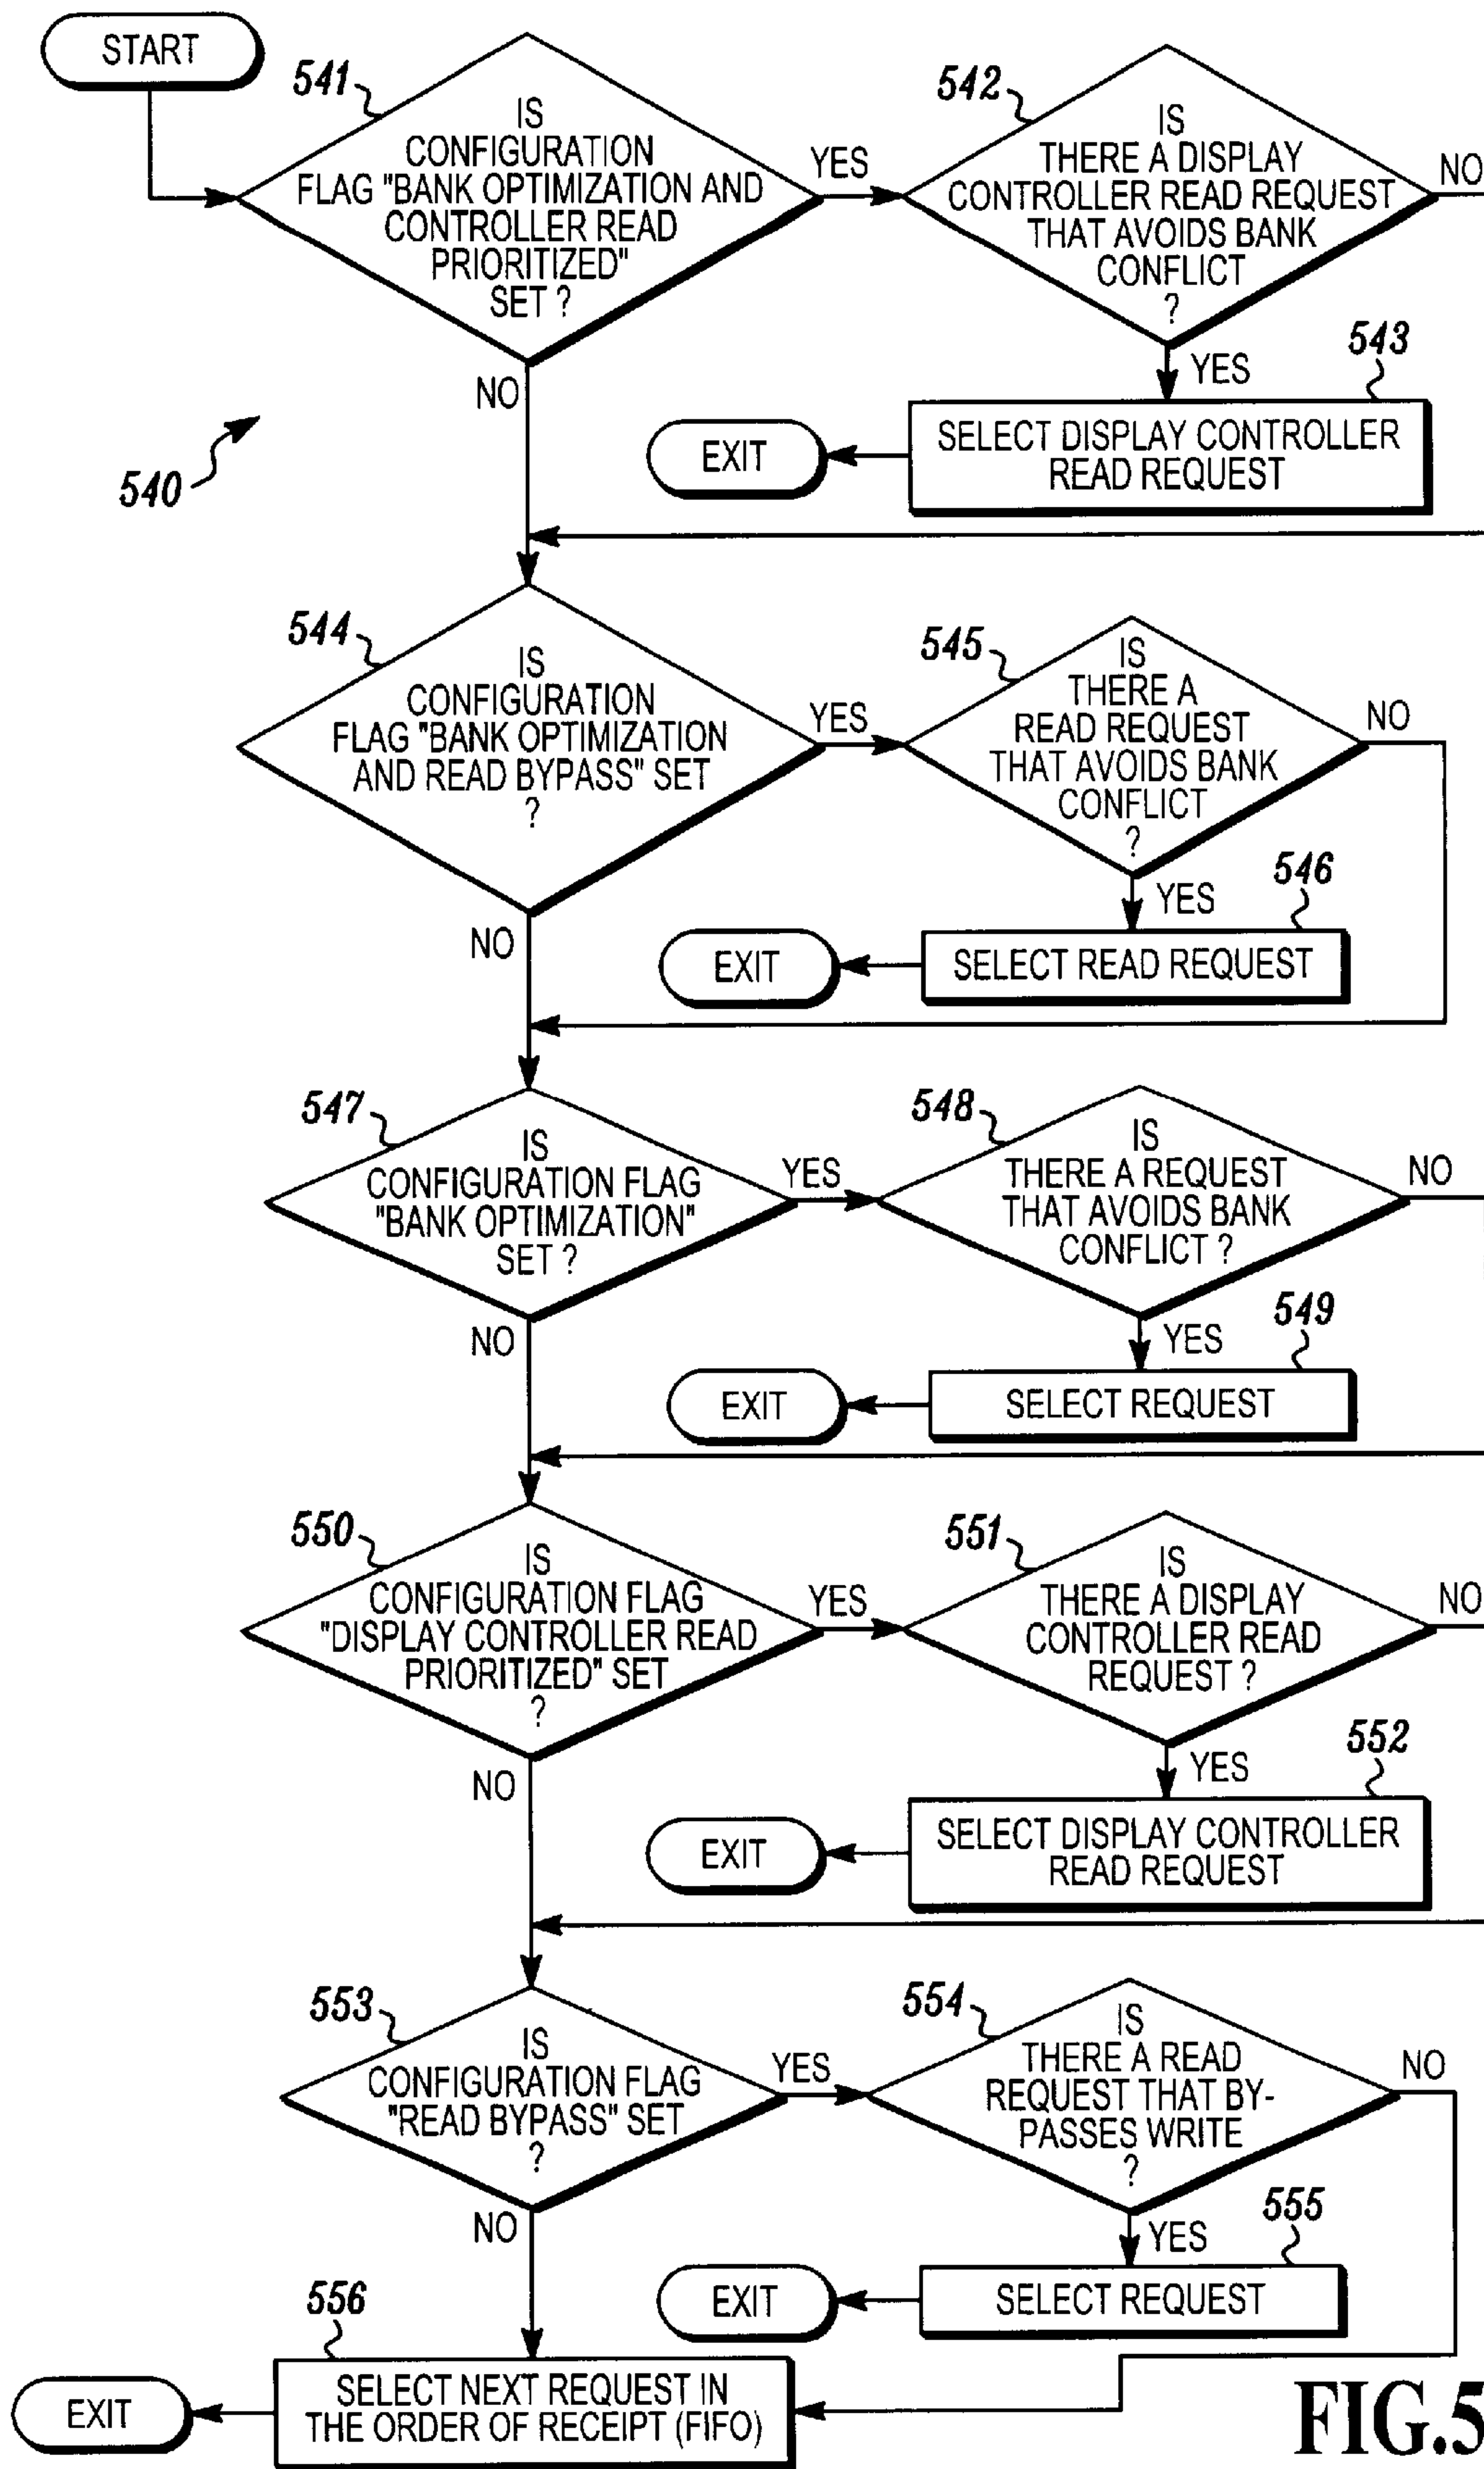 START
541
IS
CONFIGURATION
FLAG "BANK OPTIMIZATION AND
CONTROLLER READ
PRIORITIZED"
SET ?
YES
NO
542
IS
THERE A DISPLAY
CONTROLLER READ REQUEST
THAT AVOIDS BANK
CONFLICT
?
NO
YES
543
SELECT DISPLAY CONTROLLER
READ REQUEST
EXIT
540
544
IS
CONFIGURATION
FLAG "BANK OPTIMIZATION
AND READ BYPASS" SET
?
YES
NO
545
IS
THERE A
READ REQUEST
THAT AVOIDS BANK
CONFLICT
?
NO
YES
546
SELECT READ REQUEST
EXIT
547
IS
CONFIGURATION FLAG
"BANK OPTIMIZATION"
SET ?
YES
NO
548
IS
THERE A REQUEST
THAT AVOIDS BANK
CONFLICT ?
NO
YES
549
SELECT REQUEST
EXIT
550
IS
CONFIGURATION FLAG
"DISPLAY CONTROLLER READ
PRIORITIZED" SET
?
YES
NO
551
IS
THERE A DISPLAY
CONTROLLER READ
REQUEST ?
NO
YES
552
SELECT DISPLAY CONTROLLER
READ REQUEST
EXIT
553
IS
CONFIGURATION FLAG
"READ BYPASS" SET
?
YES
NO
554
IS
THERE A READ
REQUEST THAT BY-
PASSES WRITE
?
NO
YES
555
SELECT REQUEST
EXIT
556
SELECT NEXT REQUEST IN
THE ORDER OF RECEIPT (FIFO)
EXIT
FIG.5